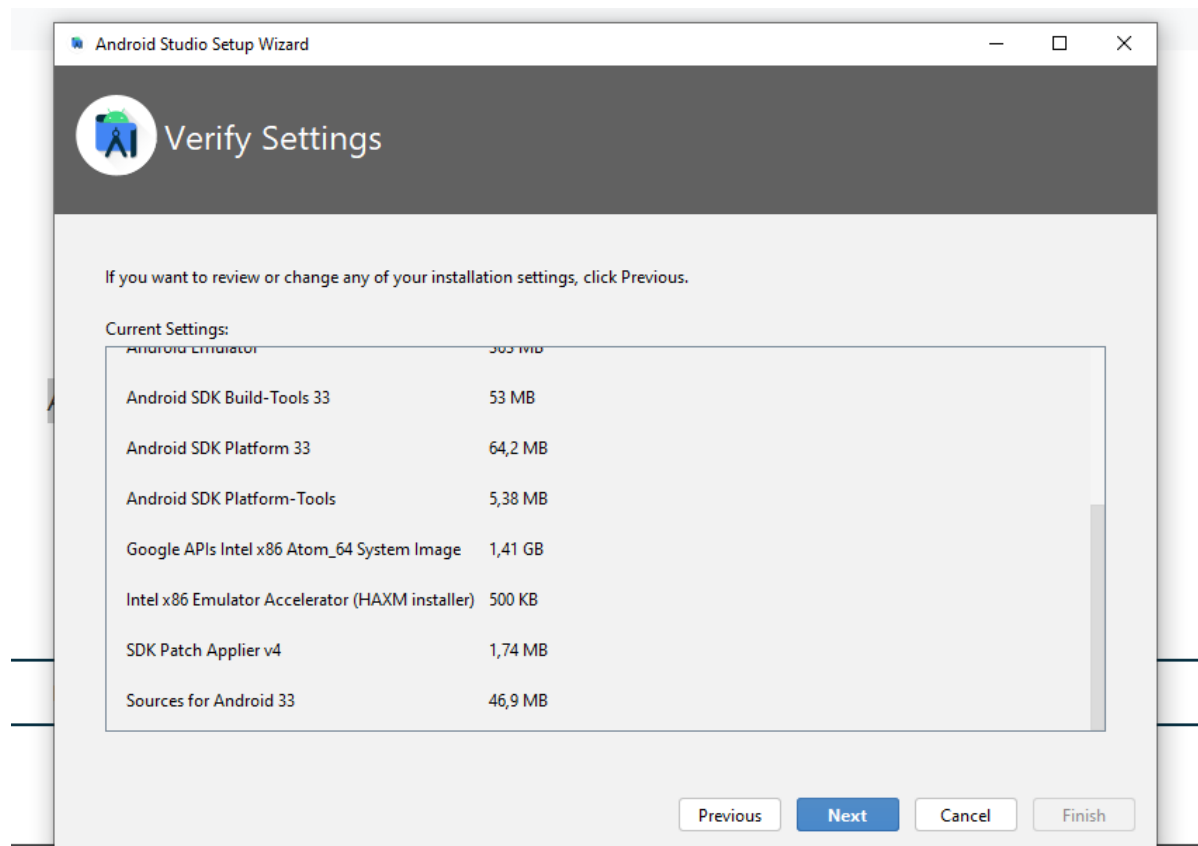 Android Studio Setup Wizard
Verify Settings
If you want to review or change any of your installation settings, click Previous.
Current Settings:
Android Emulator 303 MB
Android SDK Build-Tools 33 53 MB
Android SDK Platform 33 64,2 MB
Android SDK Platform-Tools 5,38 MB
Google APIs Intel x86 Atom_64 System Image 1,41 GB
Intel x86 Emulator Accelerator (HAXM installer) 500 KB
SDK Patch Applier v4 1,74 MB
Sources for Android 33 46,9 MB
Previous Next Cancel Finish